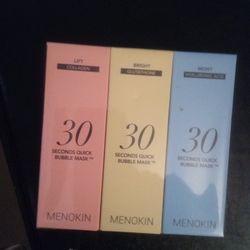 LIFT
COLLAGEN
30
SECONDS QUICK
BUBBLE MASK™
MENOKIN
BRIGHT
GLUTATHIONE
30
SECONDS QUICK
BUBBLE MASK™
MENOKIN
MOIST
HYALURONIC ACID
30
SECONDS QUICK
BUBBLE MASK™
MENOKIN